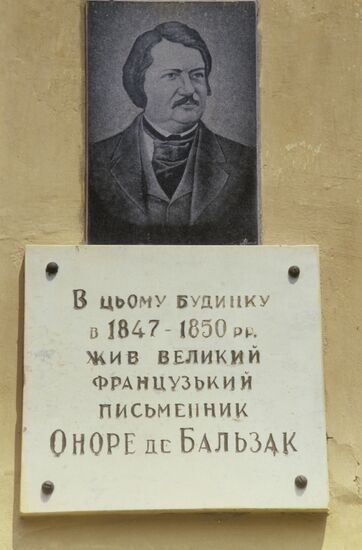 В цьому будинку
в 1847-1850 рр.
жив великий
французький
письменник
Оноре де Бальзак